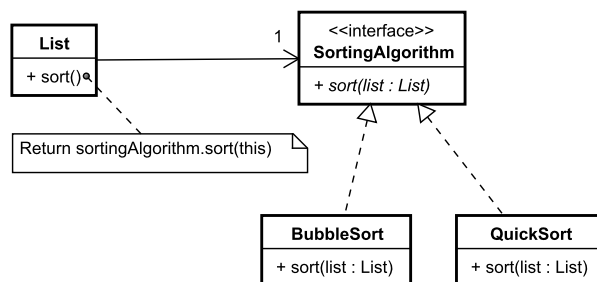 List
+ sort()
1
<<interface>>
SortingAlgorithm
+ sort(list : List)
Return sortingAlgorithm.sort(this)
BubbleSort
+ sort(list : List)
QuickSort
+ sort(list : List)